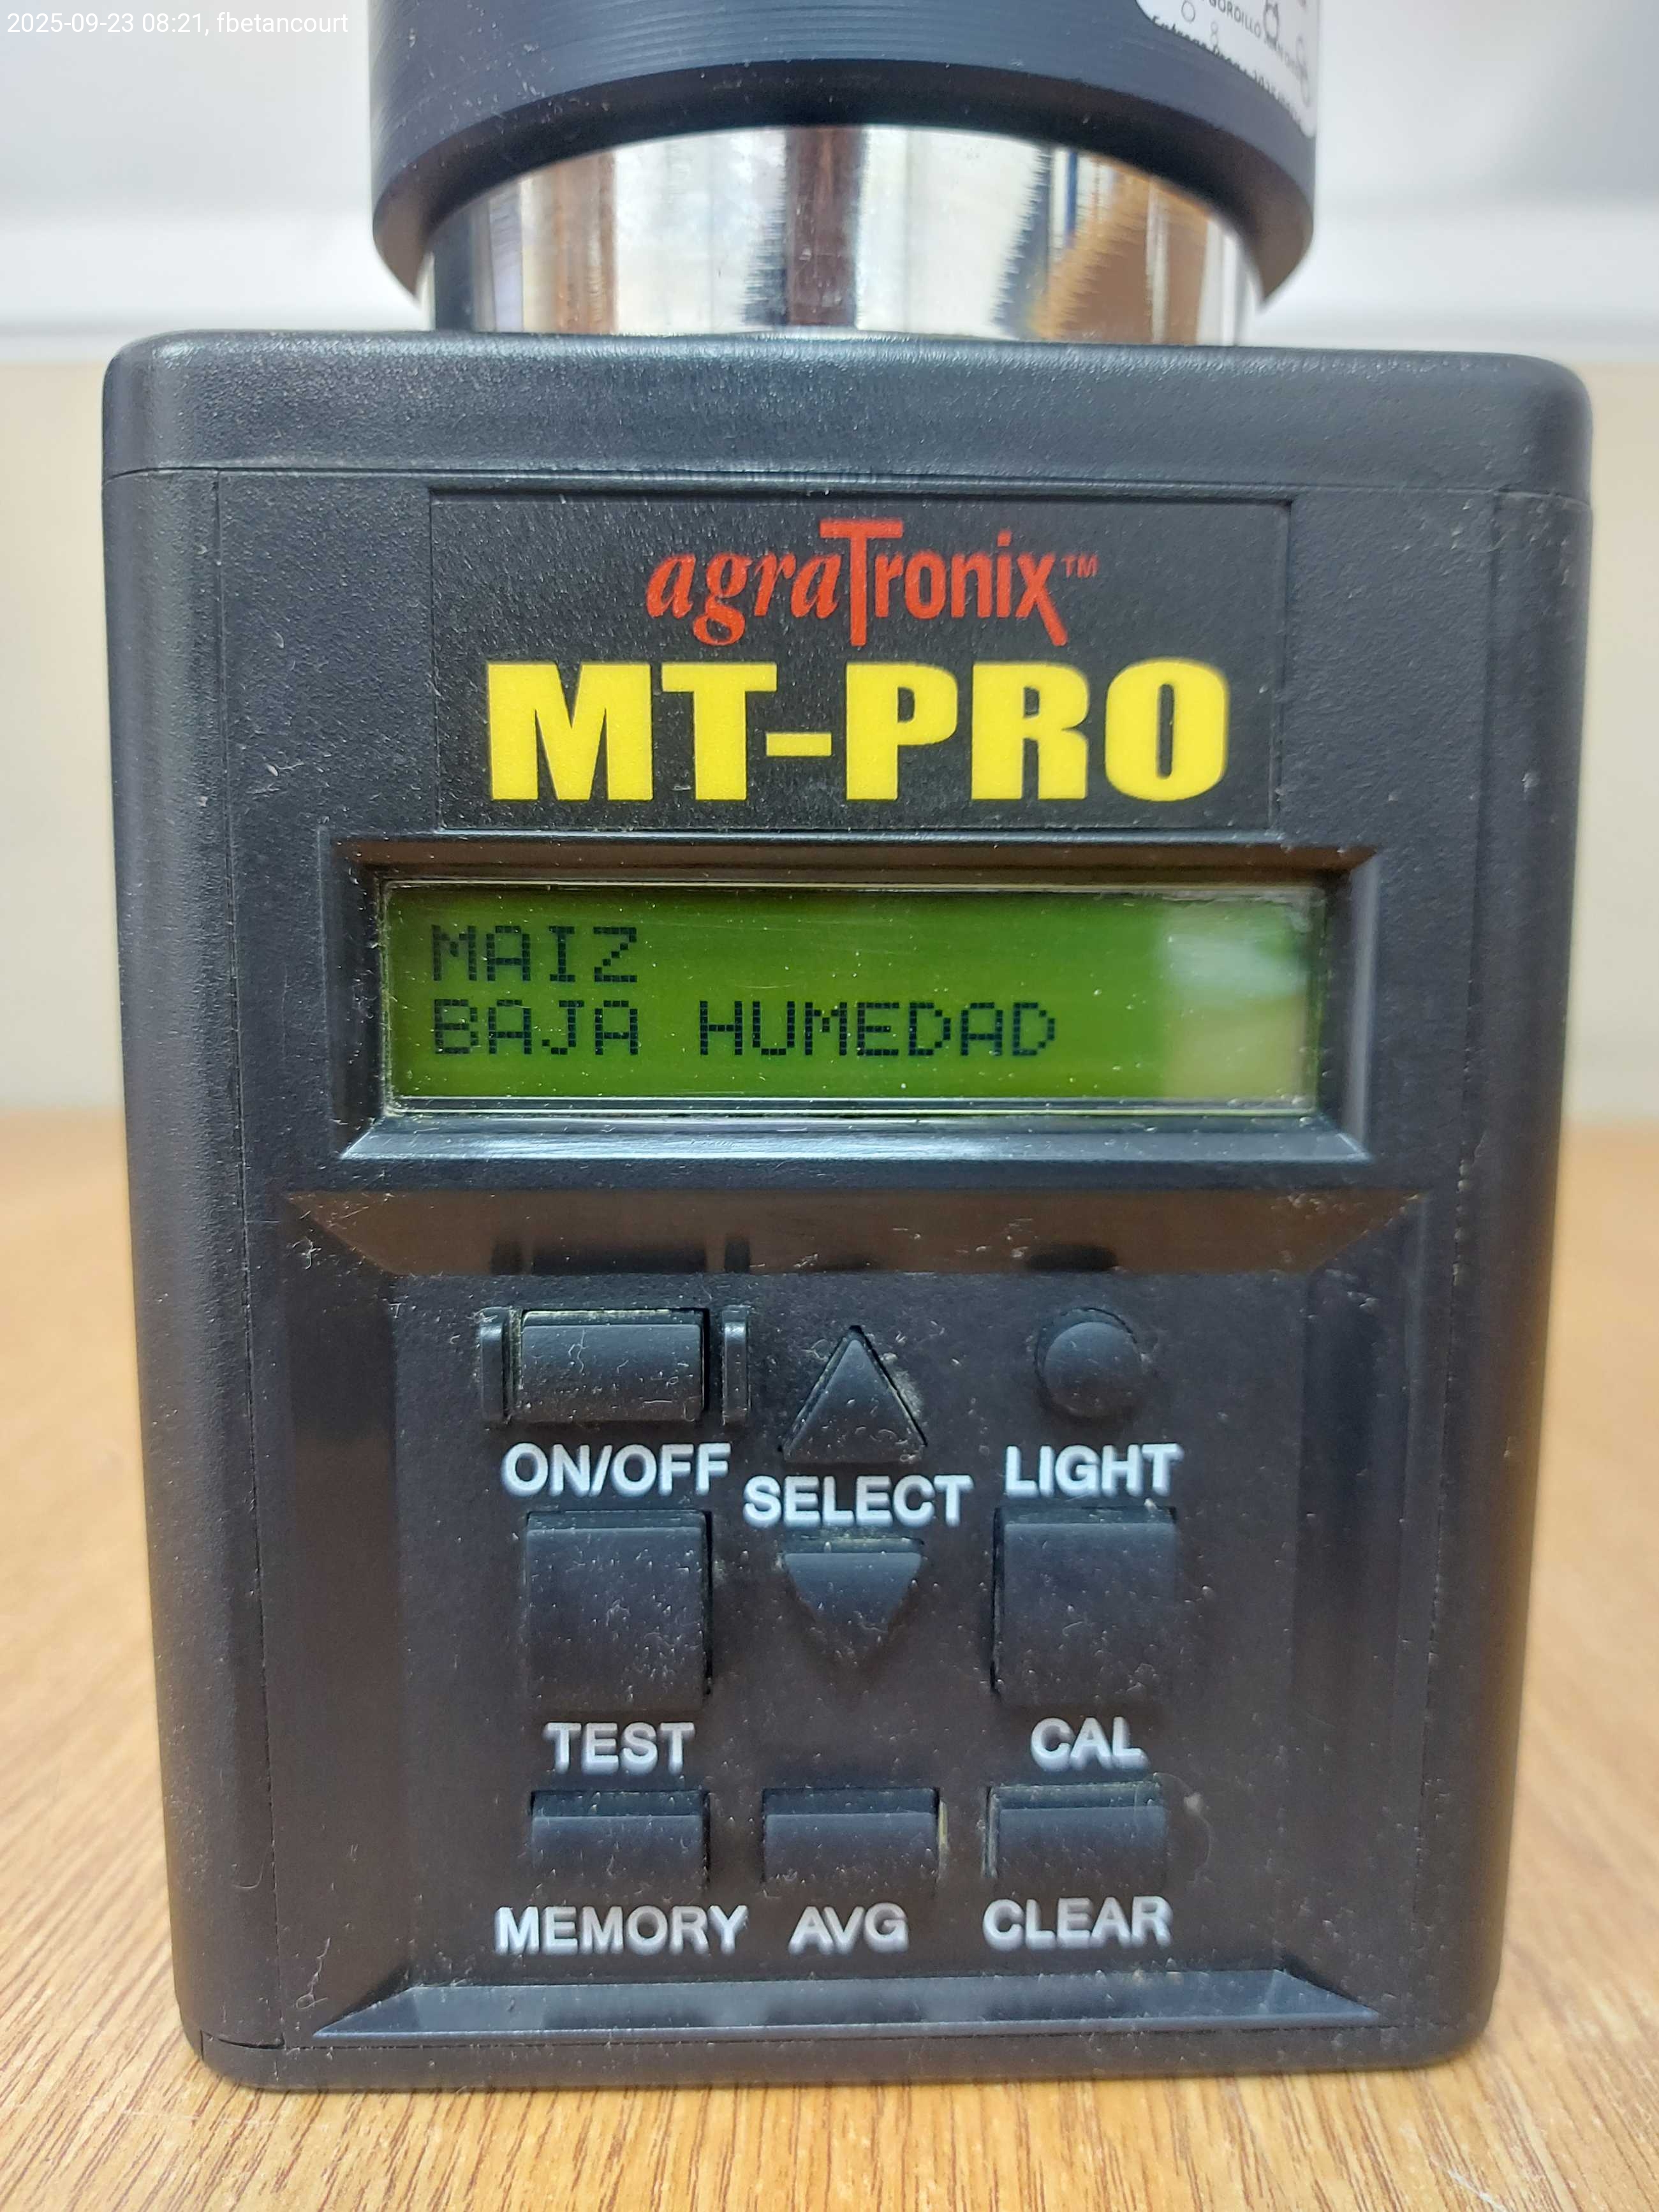 2025-09-23 08:21, fbetancourt
agraTronix™
MT-PRO
MAIZ
BAJA HUMEDAD
ON/OFF
SELECT
LIGHT
TEST
CAL
MEMORY
AVG
CLEAR